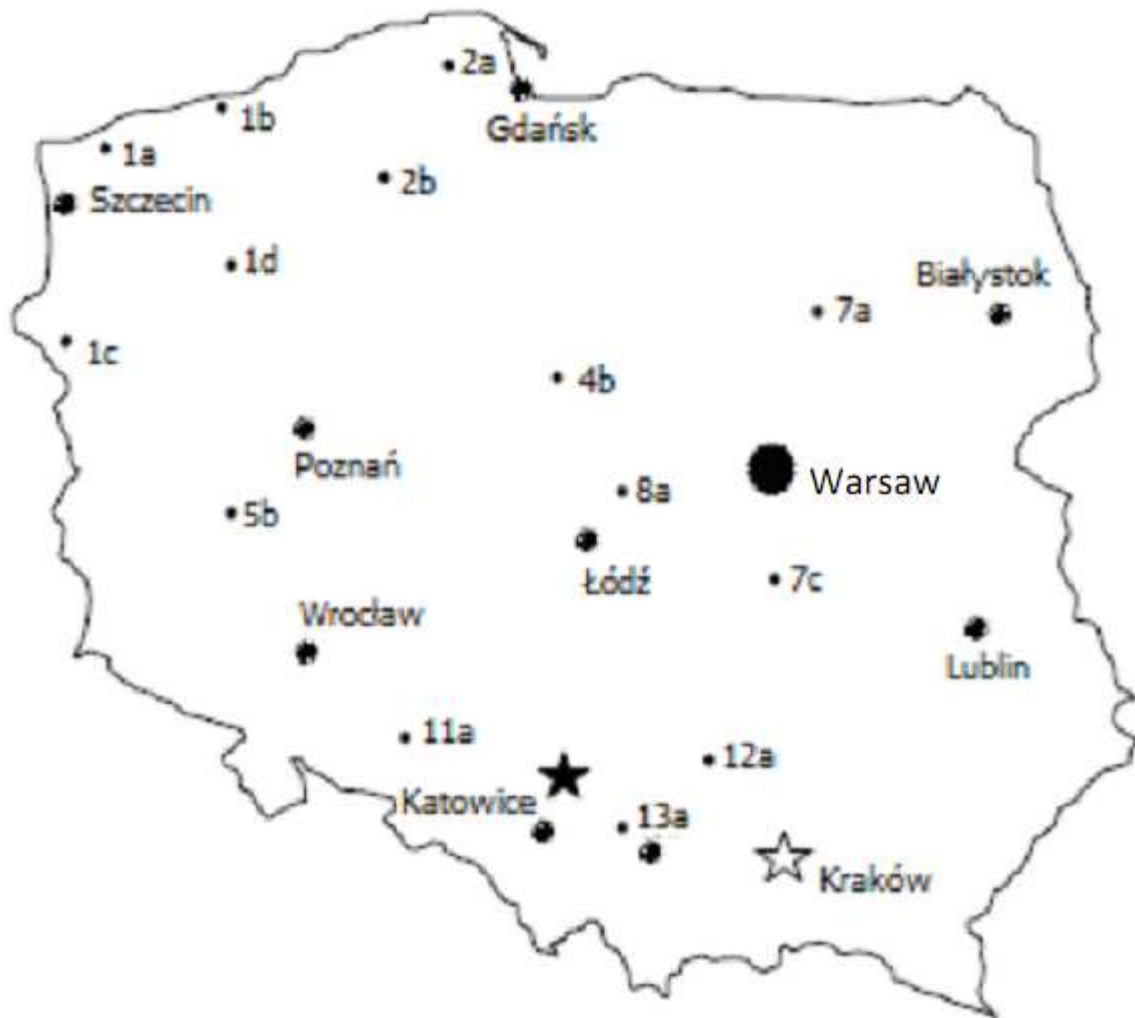 2a
1b
Gdańsk
1a
2b
Szczecin
1d
Białystok
7a
1c
4b
Poznań
Warsaw
8a
5b
Łódź
7c
Wrocław
Lublin
11a
12a
Katowice
13a
Kraków